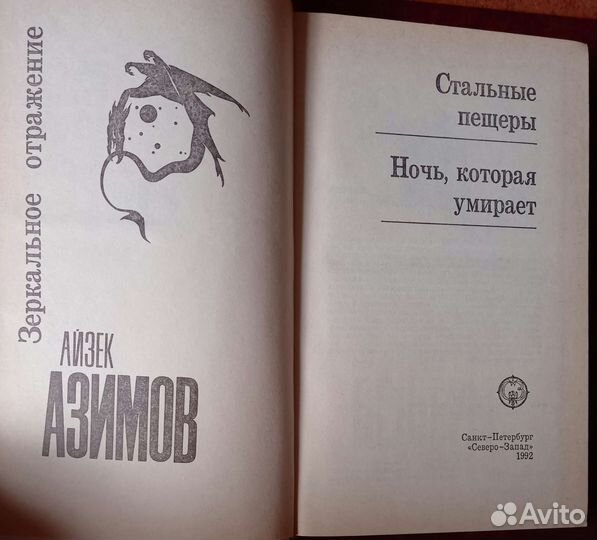 Зеркальное отражение
АЙЗЕК
АЗИМОВ
Стальные
пещеры
Ночь, которая
умирает
Санкт-Петербург
«Северо-Запад»
1992
Avito